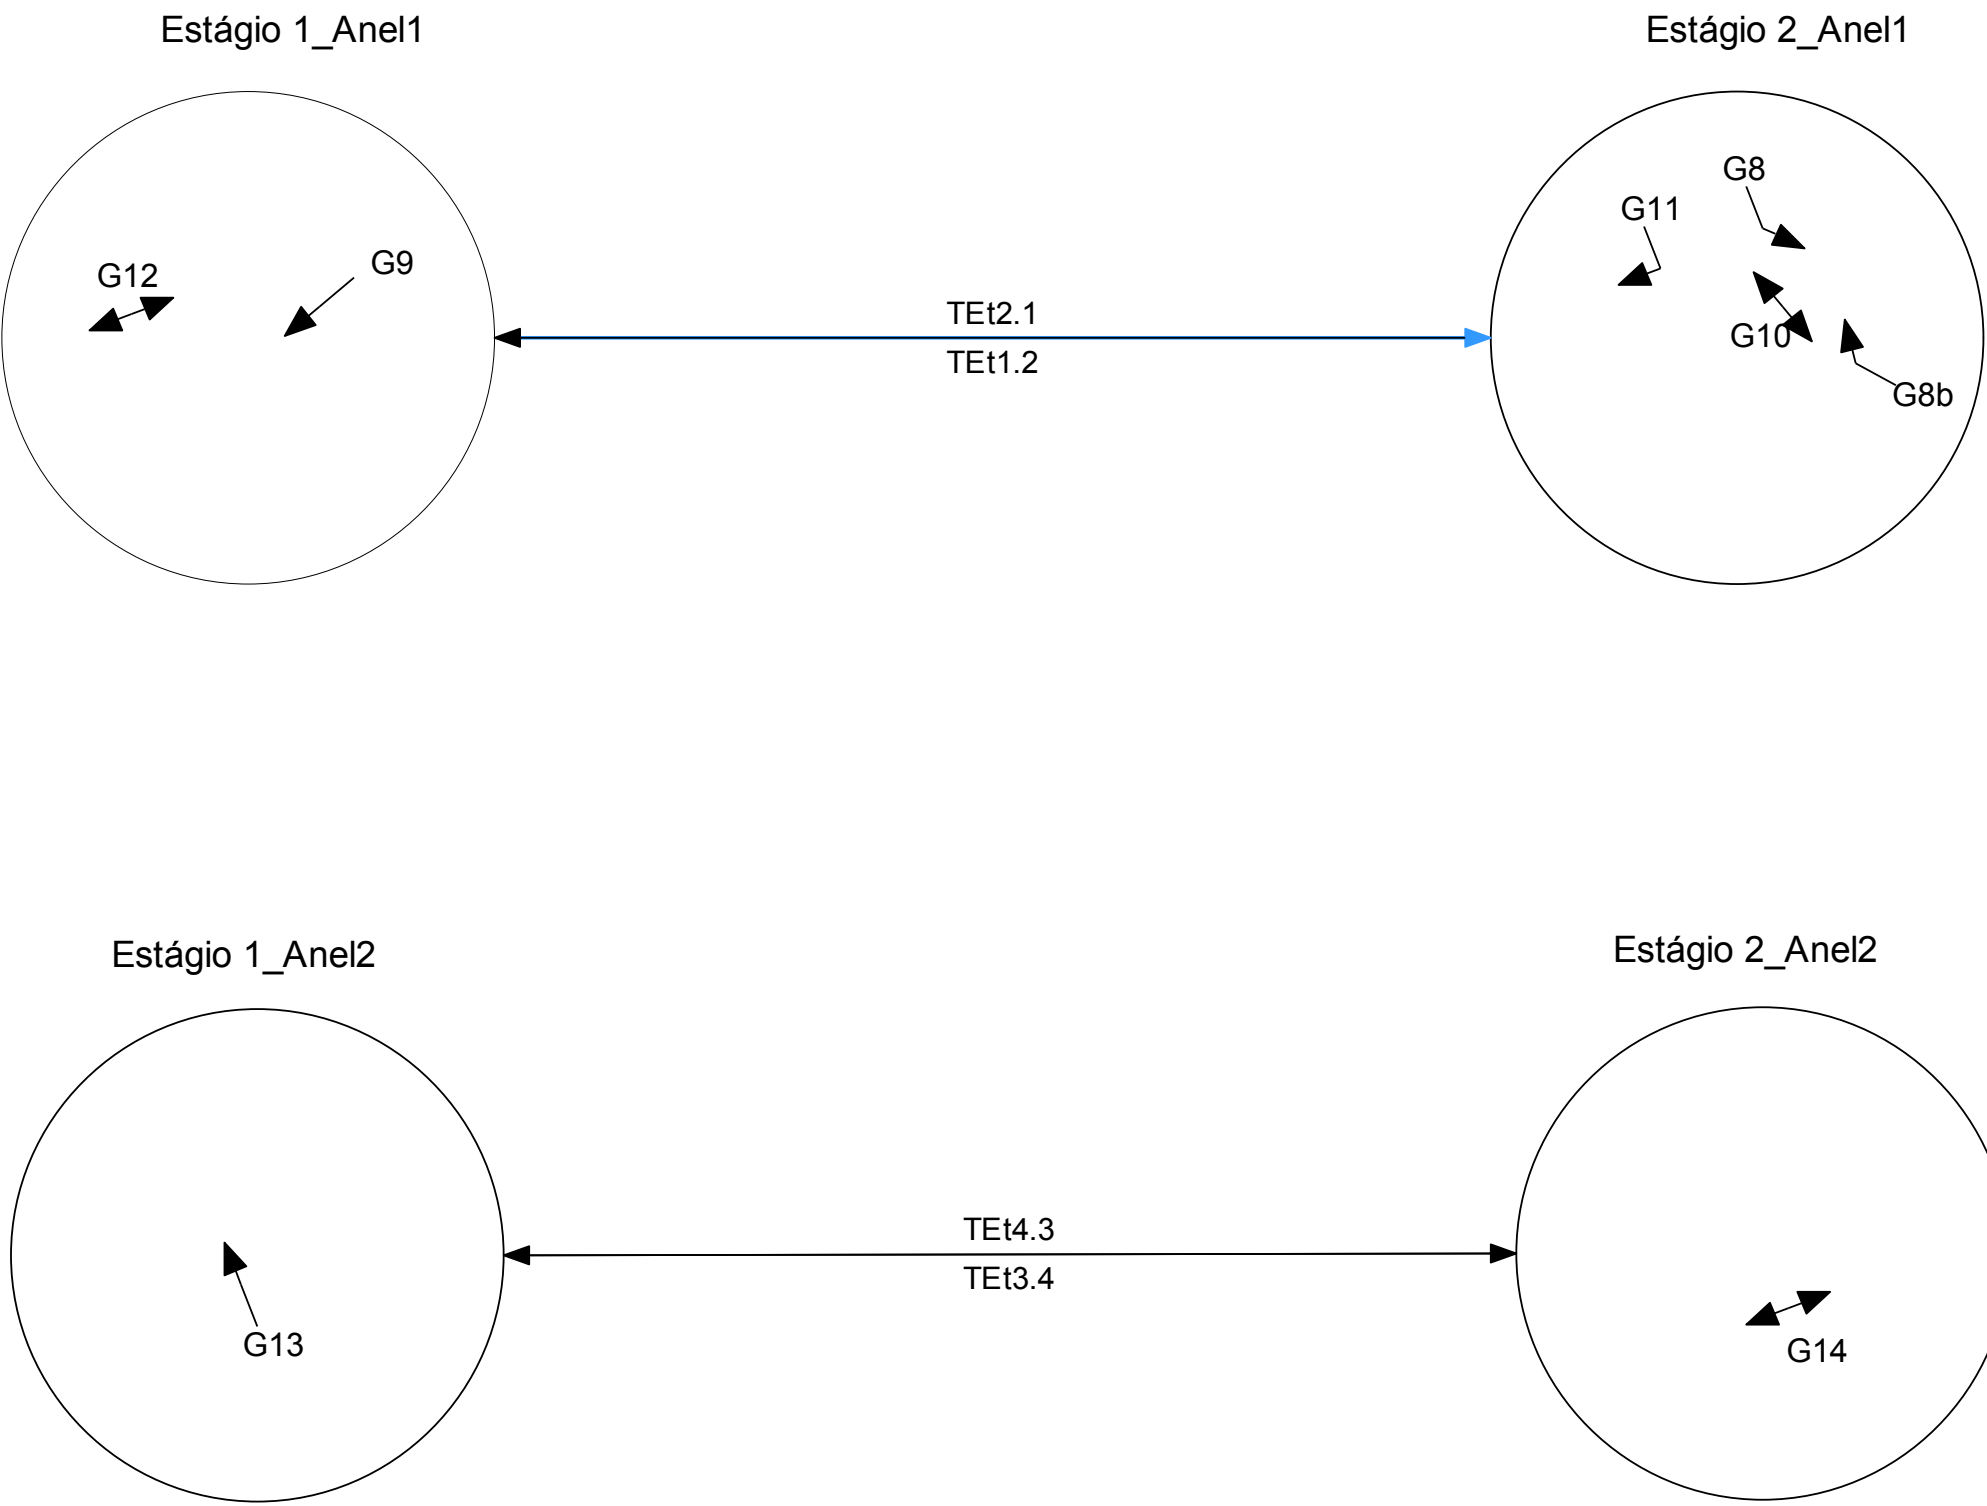 Estágio 1_Anel1
Estágio 2_Anel1
G8
G11
G9
G12
TEt2.1
G10
TEt1.2
G8b
Estágio 1_Anel2
Estágio 2_Anel2
TEt4.3
TEt3.4
G13
G14